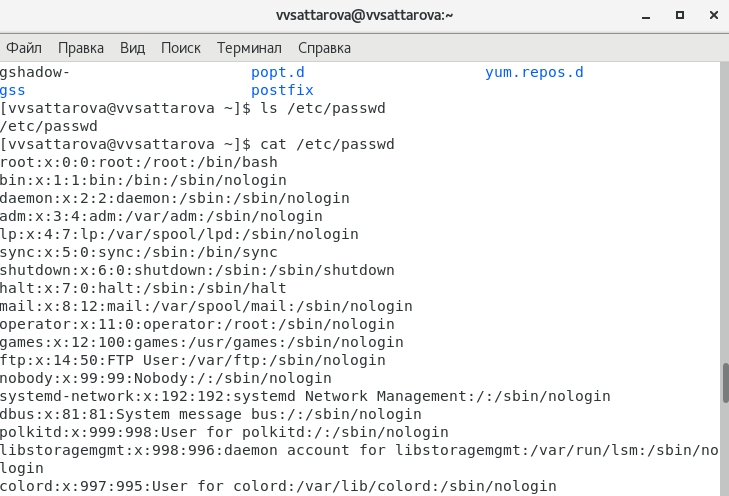 vvsattarova@vvsattarova:~
Файл Правка Вид Поиск Терминал Справка
gshadow- popt.d yum.repos.d
gss postfix
[vvsattarova@vvsattarova ~]$ ls /etc/passwd
/etc/passwd
[vvsattarova@vvsattarova ~]$ cat /etc/passwd
root:x:0:0:root:/root:/bin/bash
bin:x:1:1:bin:/bin:/sbin/nologin
daemon:x:2:2:daemon:/sbin:/sbin/nologin
adm:x:3:4:adm:/var/adm:/sbin/nologin
lp:x:4:7:lp:/var/spool/lpd:/sbin/nologin
sync:x:5:0:sync:/sbin:/bin/sync
shutdown:x:6:0:shutdown:/sbin:/sbin/shutdown
halt:x:7:0:halt:/sbin:/sbin/halt
mail:x:8:12:mail:/var/spool/mail:/sbin/nologin
operator:x:11:0:operator:/root:/sbin/nologin
games:x:12:100:games:/usr/games:/sbin/nologin
ftp:x:14:50:FTP User:/var/ftp:/sbin/nologin
nobody:x:99:99:Nobody:/:/sbin/nologin
systemd-network:x:192:192:systemd Network Management:/:/sbin/nologin
dbus:x:81:81:System message bus:/:/sbin/nologin
polkitd:x:999:998:User for polkitd:/:/sbin/nologin
libstoragemgmt:x:998:996:daemon account for libstoragemgmt:/var/run/lsm:/sbin/no
login
colord:x:997:995:User for colord:/var/lib/colord:/sbin/nologin